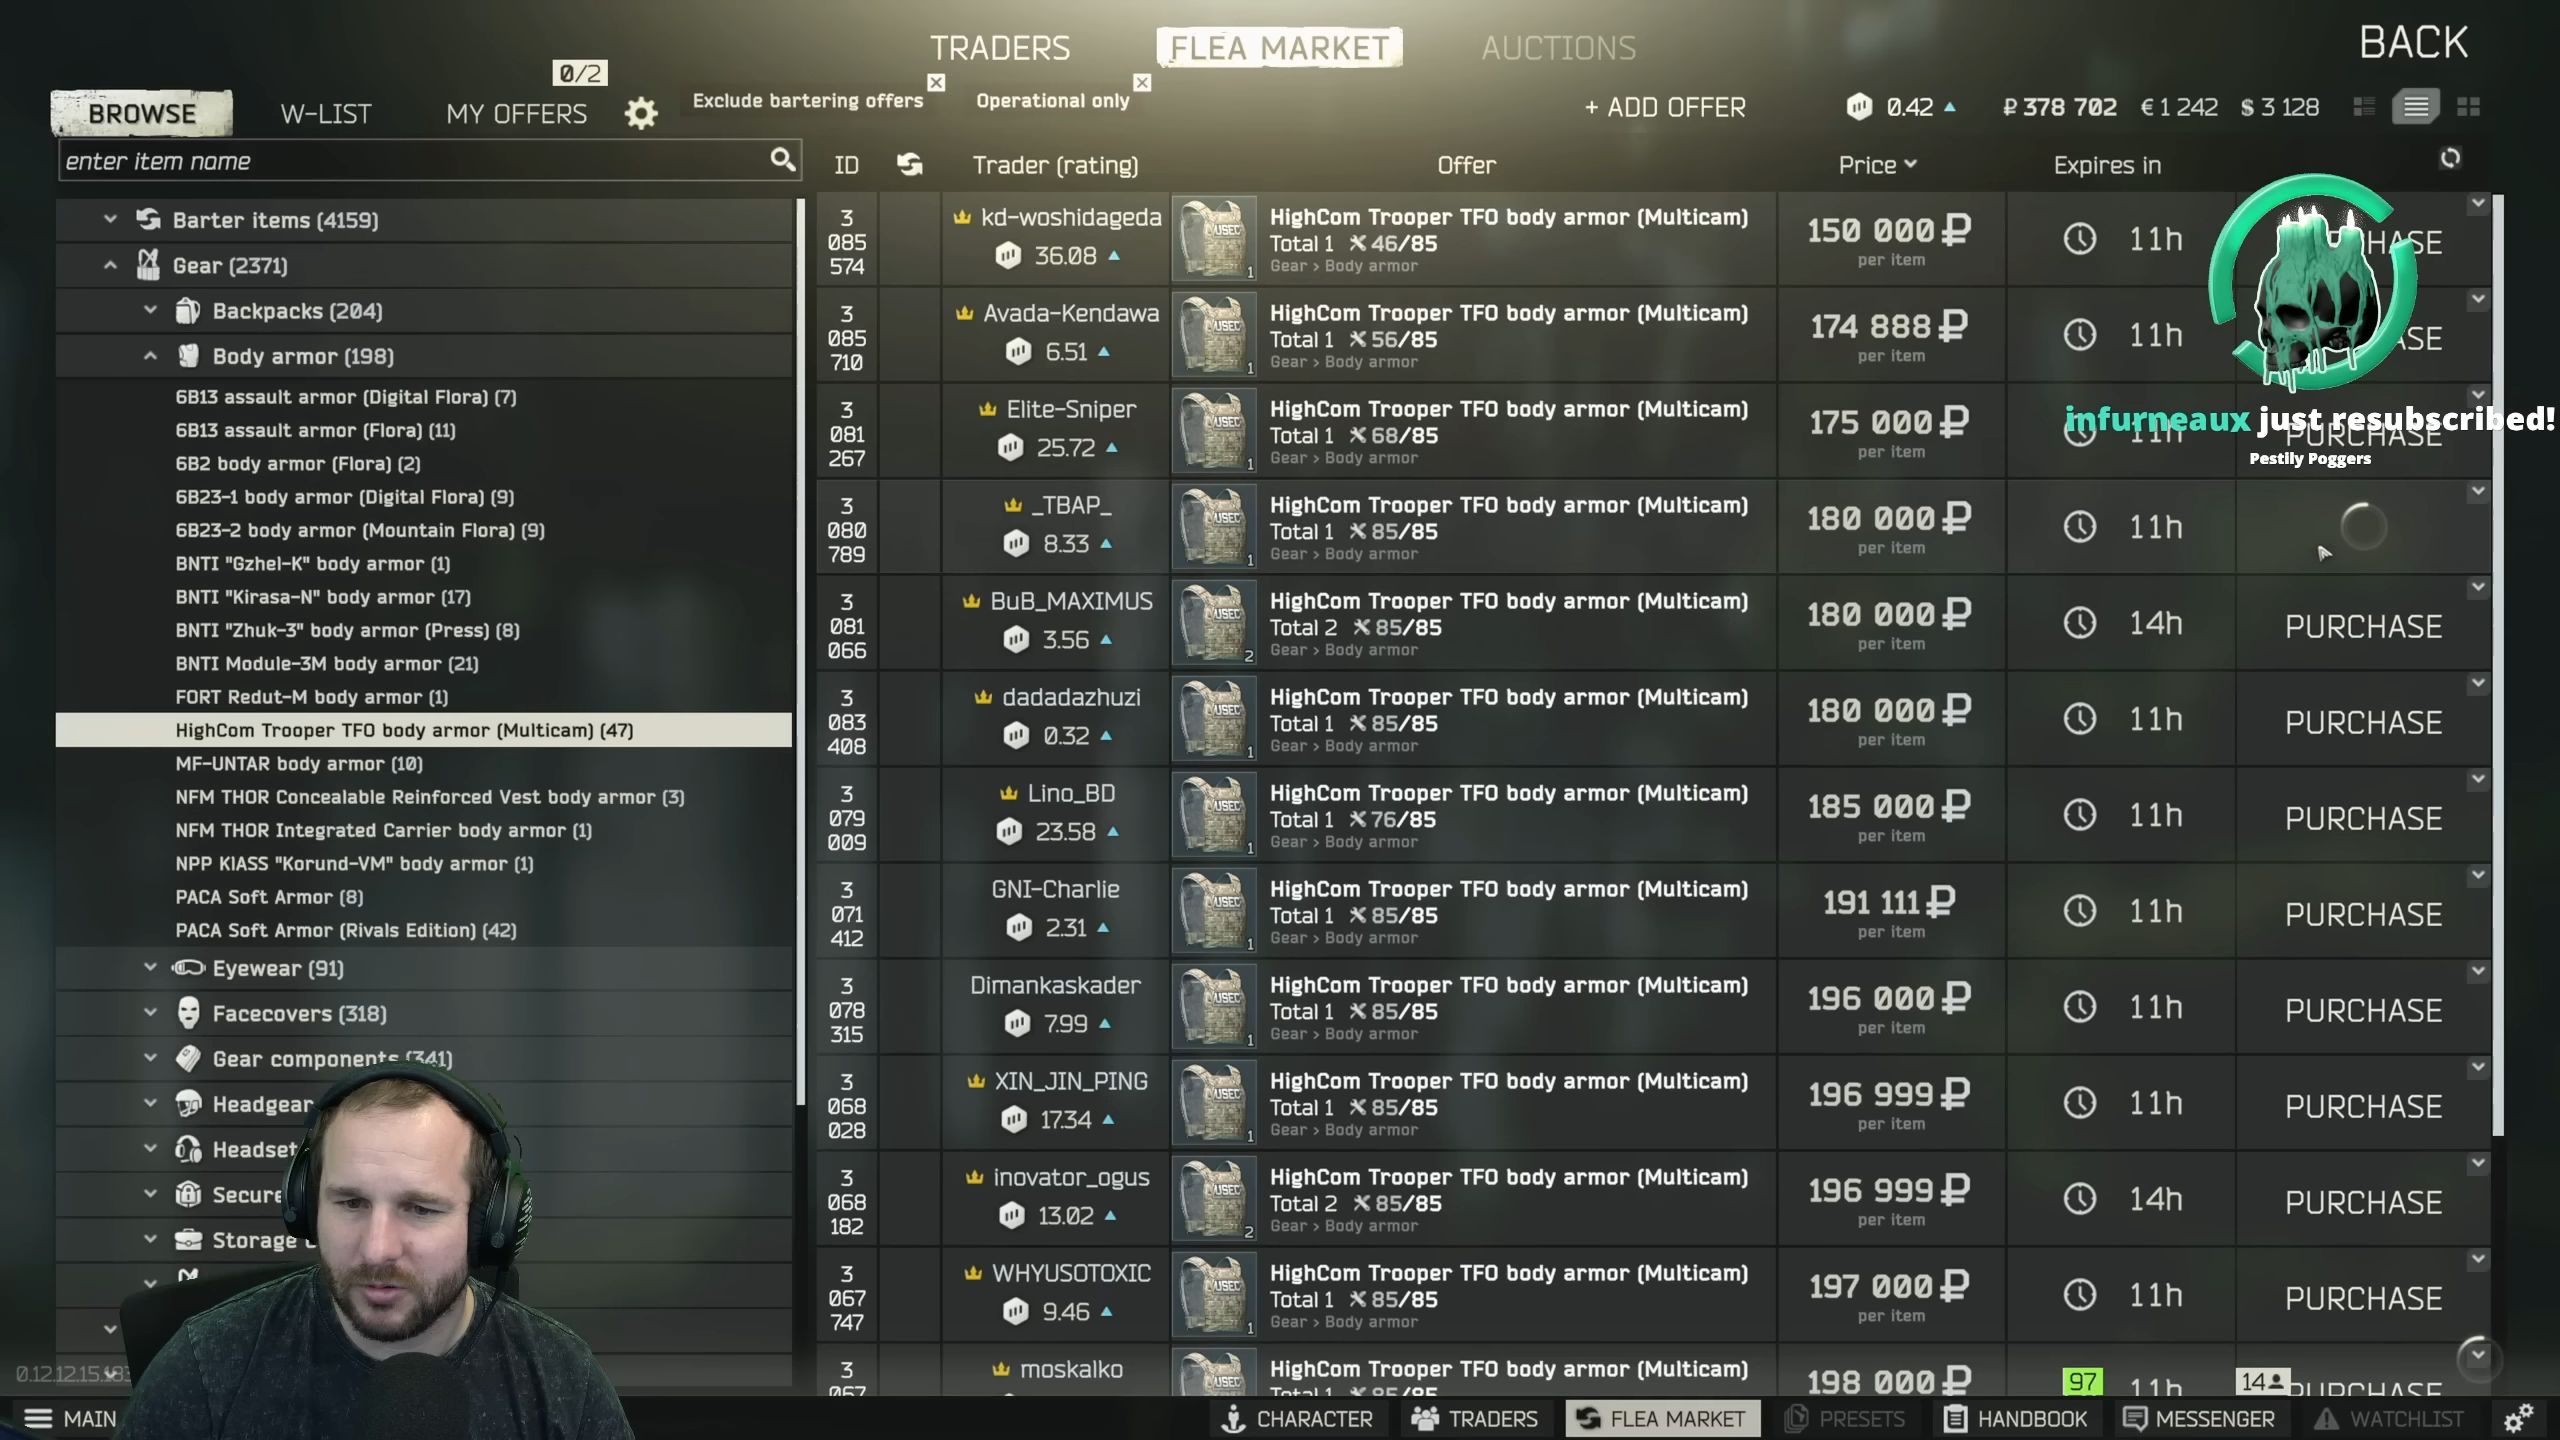 TRADERS
FLEA MARKET
AUCTIONS
BACK
0/2
BROWSE
W-LIST
MY OFFERS
Exclude bartering offers
Operational only
+ ADD OFFER
0.42
₽ 378 702
€ 1 242
$ 3 128
enter item name
ID
Trader (rating)
Offer
Price
Expires in
Barter items (4159)
Gear (2371)
Backpacks (204)
Body armor (198)
6B13 assault armor (Digital Flora) (7)
6B13 assault armor (Flora) (11)
6B2 body armor (Flora) (2)
6B23-1 body armor (Digital Flora) (9)
6B23-2 body armor (Mountain Flora) (9)
BNTI "Gzhel-K" body armor (1)
BNTI "Kirasa-N" body armor (17)
BNTI "Zhuk-3" body armor (Press) (8)
BNTI Module-3M body armor (21)
FORT Redut-M body armor (1)
HighCom Trooper TFO body armor (Multicam) (47)
MF-UNTAR body armor (10)
NFM THOR Concealable Reinforced Vest body armor (3)
NFM THOR Integrated Carrier body armor (1)
NPP KlASS "Korund-VM" body armor (1)
PACA Soft Armor (8)
PACA Soft Armor (Rivals Edition) (42)
Eyewear (91)
Facecovers (318)
Gear components (341)
Headgear
Headset
Secure
Storage
3 085 574
kd-woshidageda
36.08
HighCom Trooper TFO body armor (Multicam)
Total 1 46/85
Gear > Body armor
150 000 ₽
per item
11h
3 085 710
Avada-Kendawa
6.51
HighCom Trooper TFO body armor (Multicam)
Total 1 56/85
Gear > Body armor
174 888 ₽
per item
11h
3 081 267
Elite-Sniper
25.72
HighCom Trooper TFO body armor (Multicam)
Total 1 68/85
Gear > Body armor
175 000 ₽
per item
11h
PURCHASE
infurneaux just resubscribed!
Pestily Poggers
3 080 789
_TBAP_
8.33
HighCom Trooper TFO body armor (Multicam)
Total 1 85/85
Gear > Body armor
180 000 ₽
per item
11h
3 081 066
BuB_MAXIMUS
3.56
HighCom Trooper TFO body armor (Multicam)
Total 2 85/85
Gear > Body armor
180 000 ₽
per item
14h
PURCHASE
3 083 408
dadadazhuzi
0.32
HighCom Trooper TFO body armor (Multicam)
Total 1 85/85
Gear > Body armor
180 000 ₽
per item
11h
PURCHASE
3 079 009
Lino_BD
23.58
HighCom Trooper TFO body armor (Multicam)
Total 1 76/85
Gear > Body armor
185 000 ₽
per item
11h
PURCHASE
3 071 412
GNI-Charlie
2.31
HighCom Trooper TFO body armor (Multicam)
Total 1 85/85
Gear > Body armor
191 111 ₽
per item
11h
PURCHASE
3 078 315
Dimankaskader
7.99
HighCom Trooper TFO body armor (Multicam)
Total 1 85/85
Gear > Body armor
196 000 ₽
per item
11h
PURCHASE
3 068 028
XIN_JIN_PING
17.34
HighCom Trooper TFO body armor (Multicam)
Total 1 85/85
Gear > Body armor
196 999 ₽
per item
11h
PURCHASE
3 068 182
inovator_ogus
13.02
HighCom Trooper TFO body armor (Multicam)
Total 2 85/85
Gear > Body armor
196 999 ₽
per item
14h
PURCHASE
3 067 747
WHYUSOTOXIC
9.46
HighCom Trooper TFO body armor (Multicam)
Total 1 85/85
Gear > Body armor
197 000 ₽
per item
11h
PURCHASE
3
moskalko
HighCom Trooper TFO body armor (Multicam)
198 000 ₽
11h
97
14
MAIN
CHARACTER
TRADERS
FLEA MARKET
PRESETS
HANDBOOK
MESSENGER
WATCHLIST